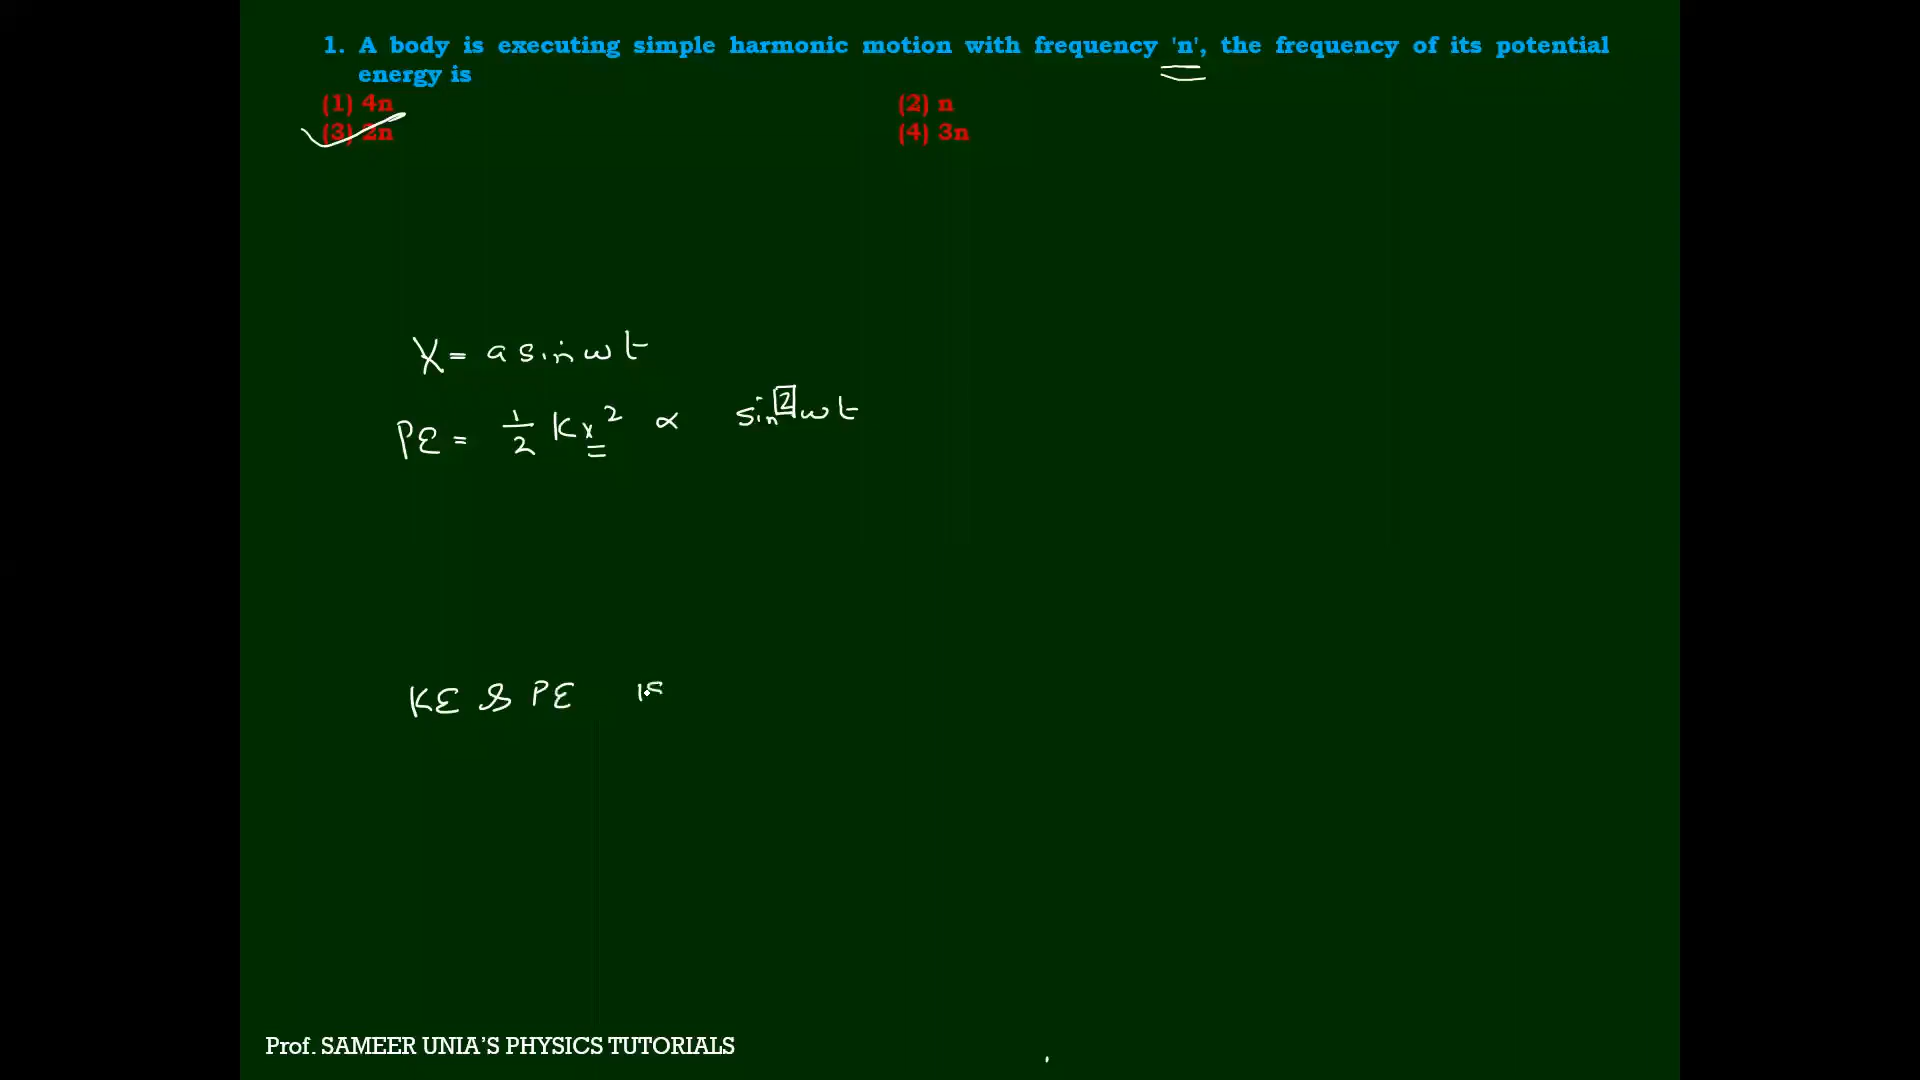 1. A body is executing simple harmonic motion with frequency 'n', the frequency of its potential
energy is
(1) 4n (2) n
(3) 2n (4) 3n
x = a sin ωt
PE = 1/2 Kx² ∝ sin²ωt
KE & PE is
Prof. SAMEER UNIA'S PHYSICS TUTORIALS